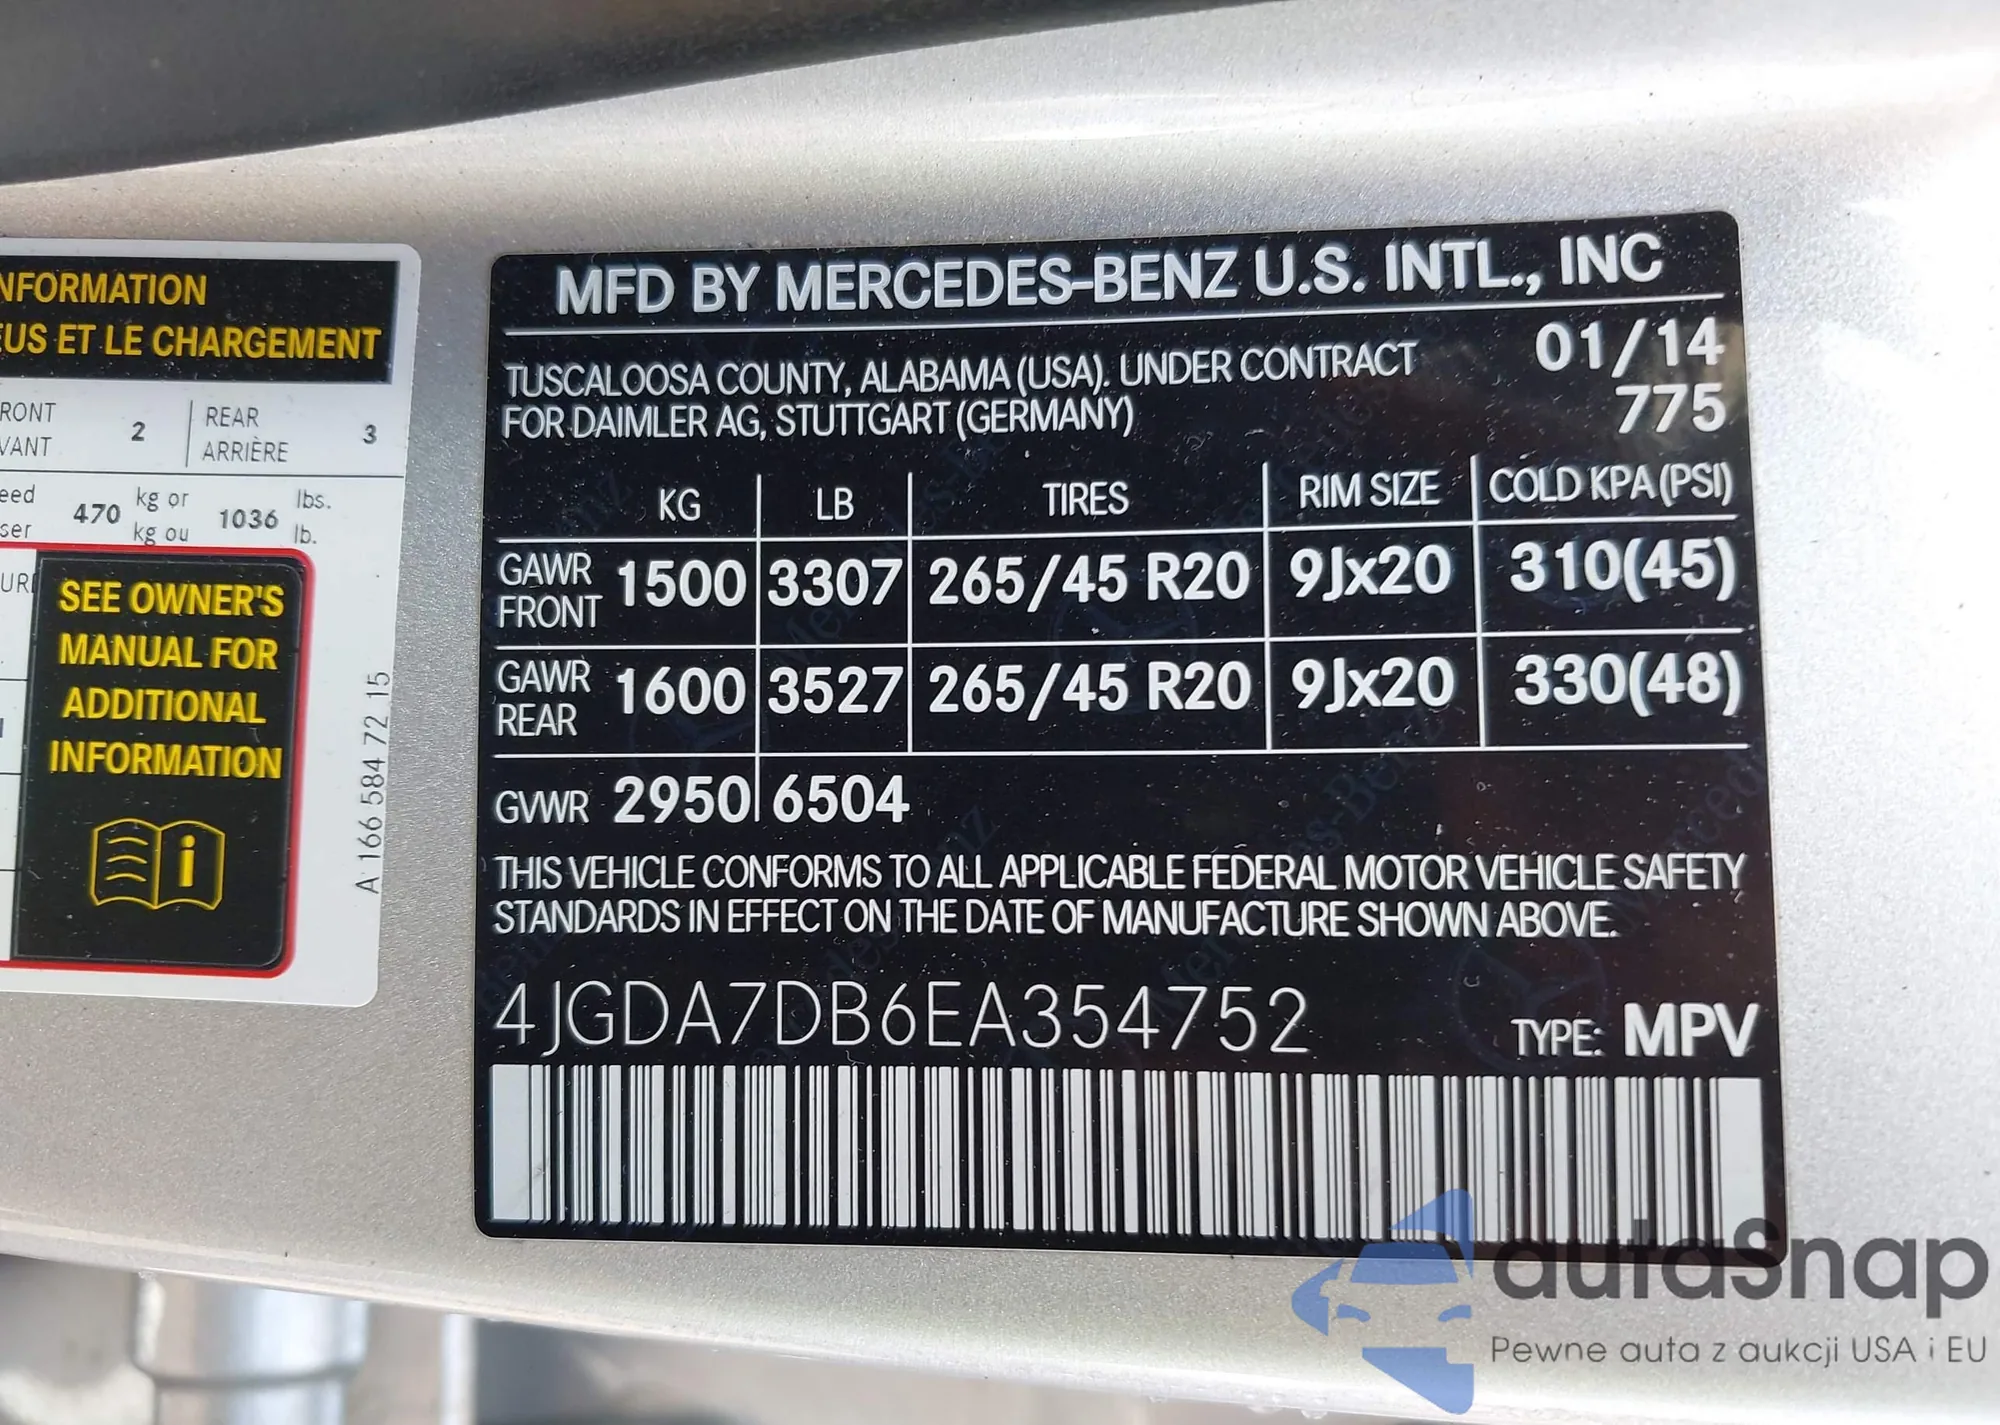 NFORMATION
EUS ET LE CHARGEMENT
RONT
VANT
2
REAR
ARRIÈRE
3
eed
ser
470
kg or
kg ou
1036
lbs.
lb.
URE
SEE OWNER'S
MANUAL FOR
ADDITIONAL
INFORMATION
A 166 584 72 15
MFD BY MERCEDES-BENZ U.S. INTL., INC
TUSCALOOSA COUNTY, ALABAMA (USA). UNDER CONTRACT
FOR DAIMLER AG, STUTTGART (GERMANY)
01/14
775
KG LB TIRES RIM SIZE COLD KPA (PSI)
GAWR
FRONT
1500 3307 265/45 R20 9Jx20 310(45)
GAWR
REAR
1600 3527 265/45 R20 9Jx20 330(48)
GVWR 2950 6504
THIS VEHICLE CONFORMS TO ALL APPLICABLE FEDERAL MOTOR VEHICLE SAFETY
STANDARDS IN EFFECT ON THE DATE OF MANUFACTURE SHOWN ABOVE.
4JGDA7DB6EA354752 TYPE: MPV
autaSnap
Pewne auta z aukcji USA i EU